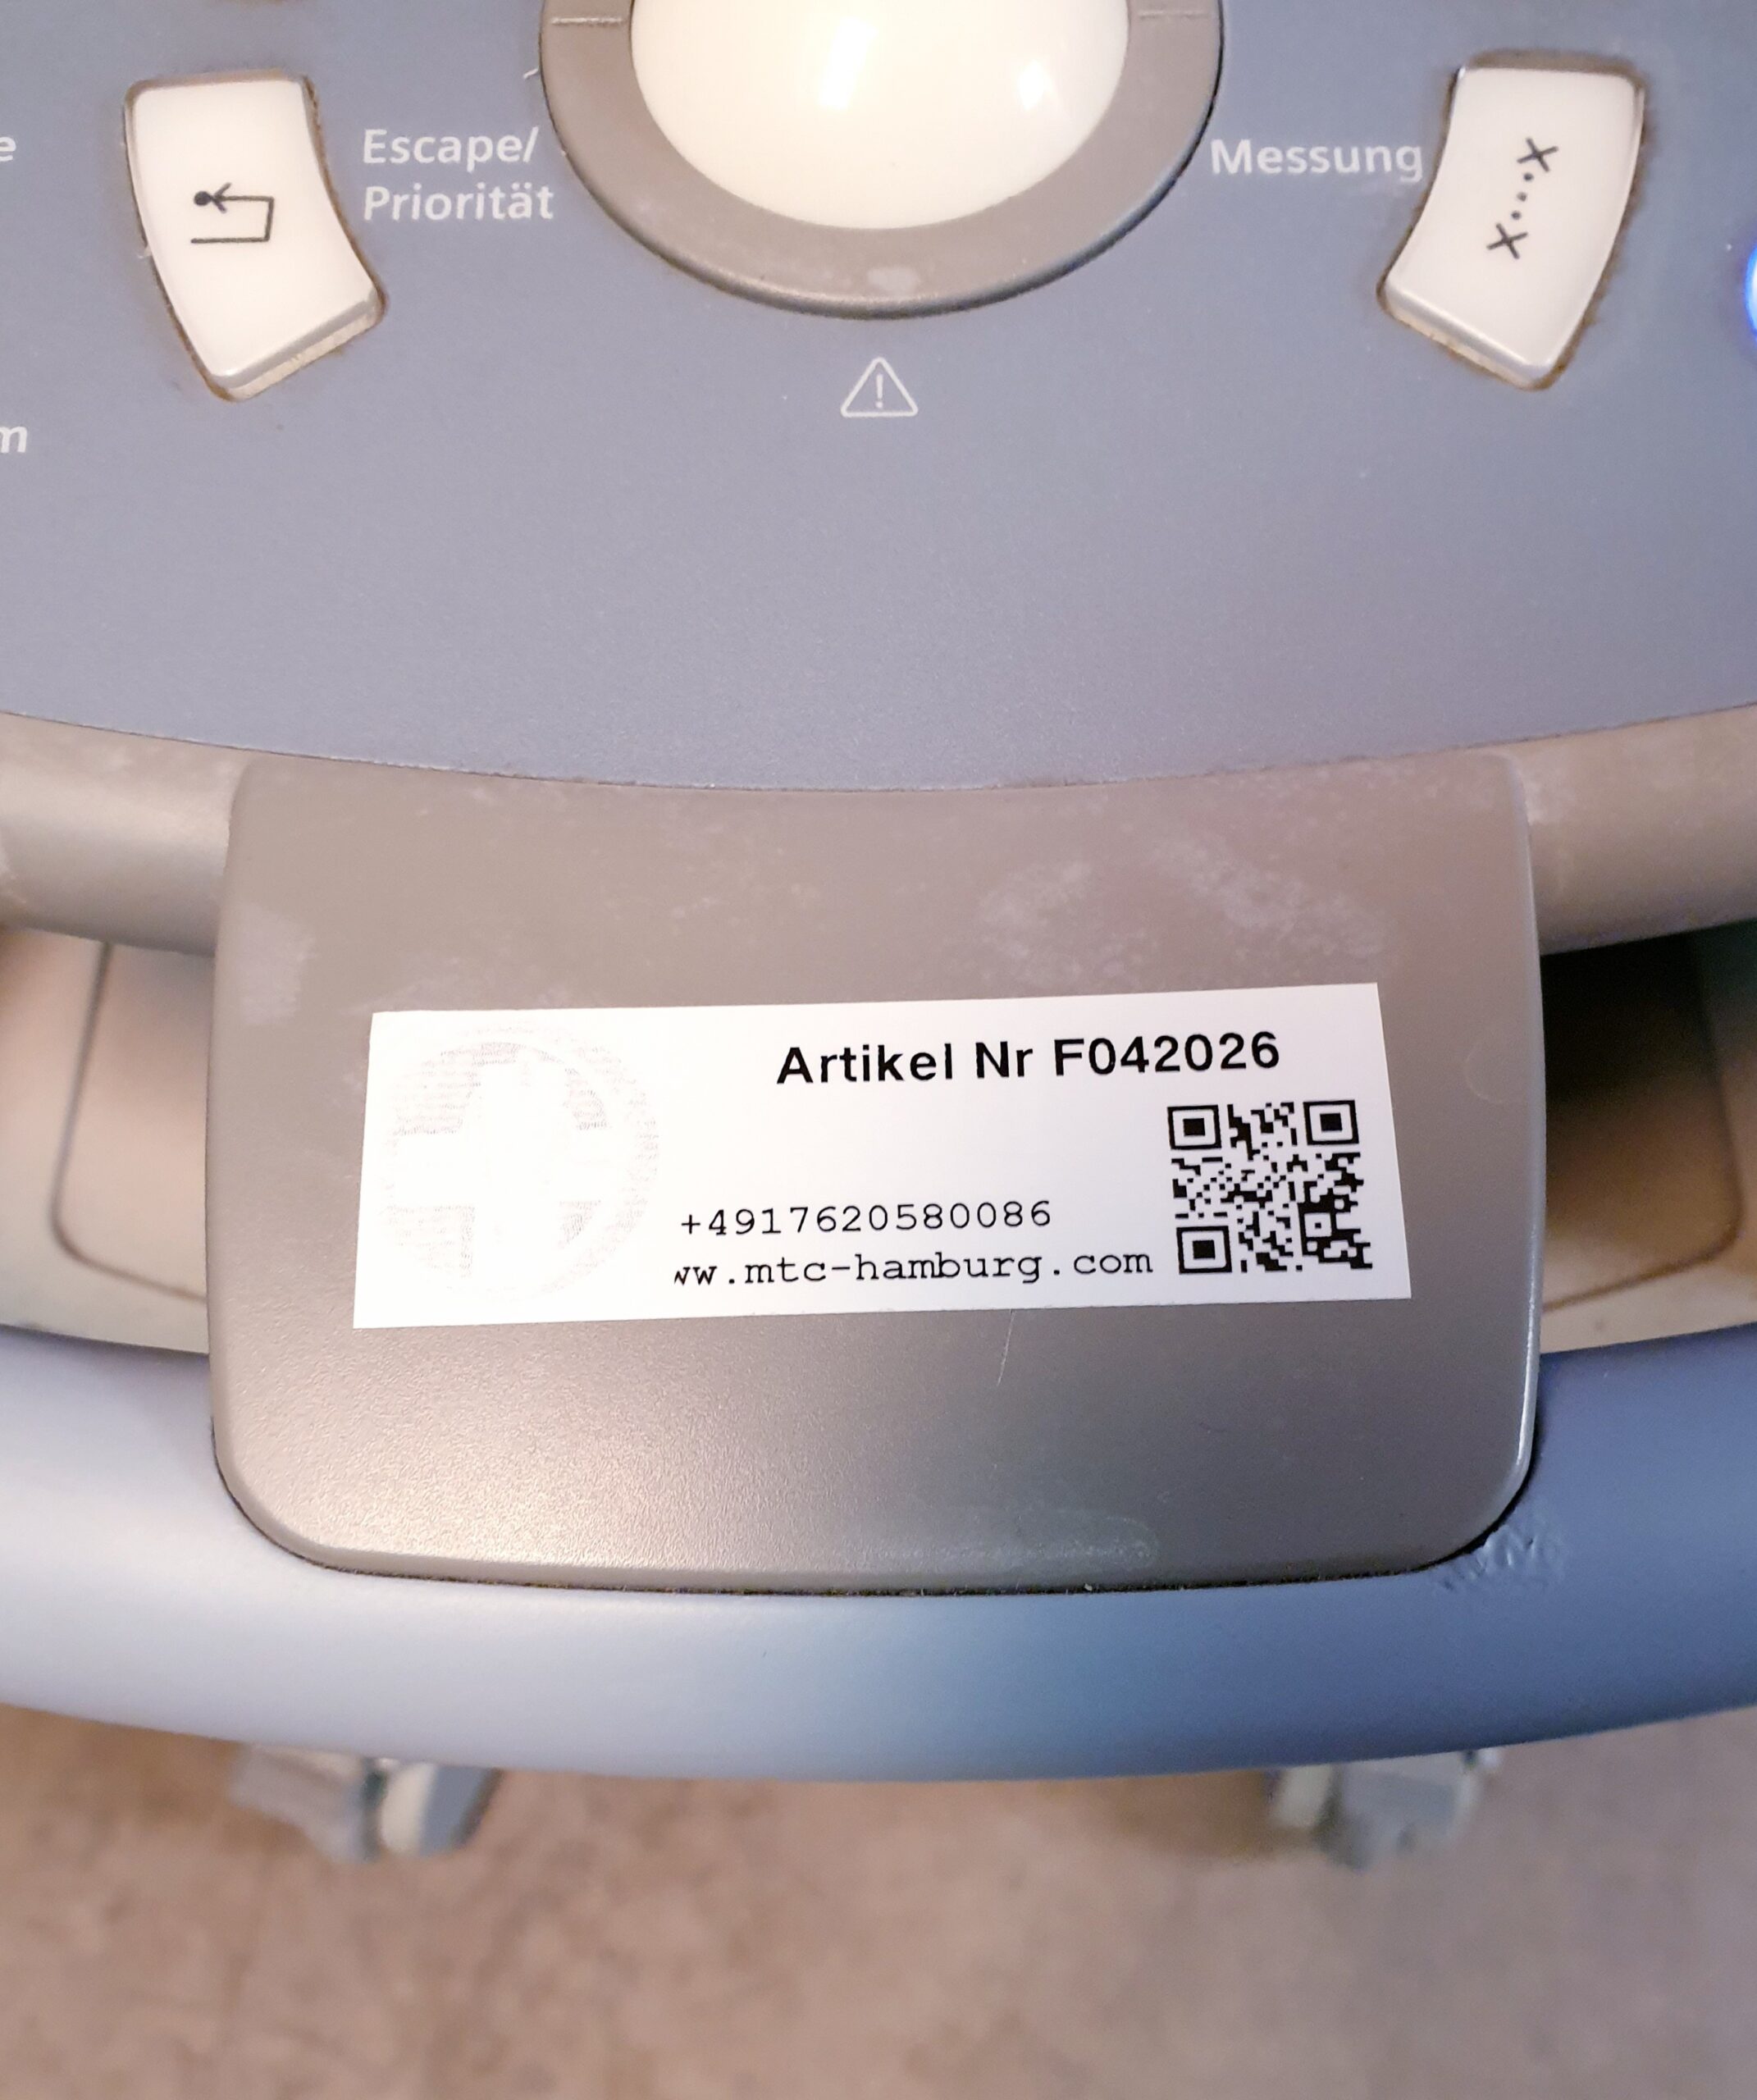 Escape/
Priorität
Messung
Artikel Nr F042026
+4917620580086
ww.mtc-hamburg.com